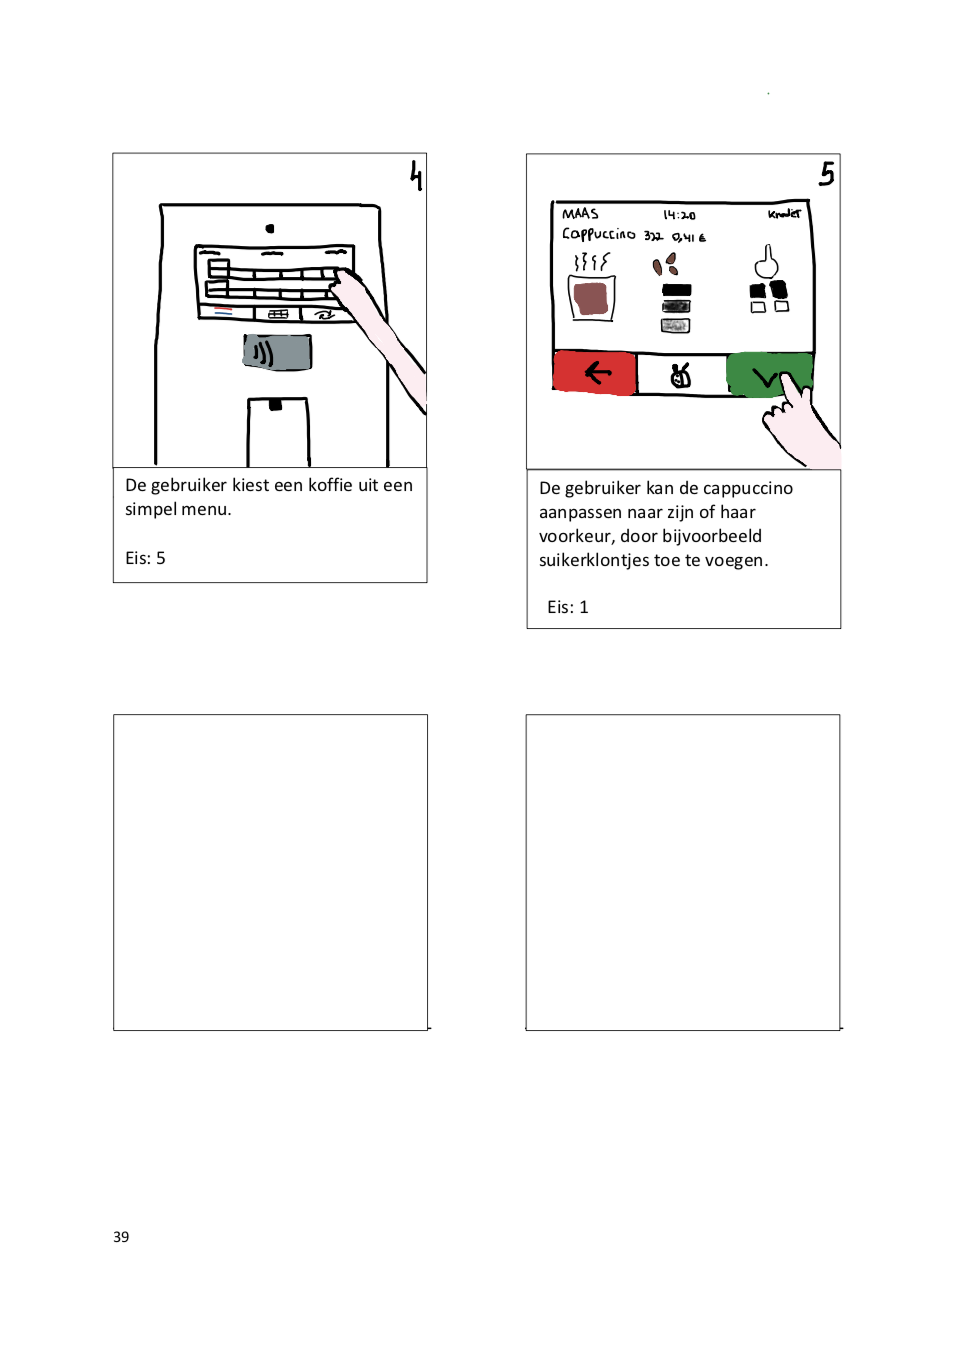 4
De gebruiker kiest een koffie uit een
simpel menu.
Eis: 5
5
MAAS 14:20 Krediet
Cappuccino 322 0,41 €
De gebruiker kan de cappuccino
aanpassen naar zijn of haar
voorkeur, door bijvoorbeeld
suikerklontjes toe te voegen.
Eis: 1
39